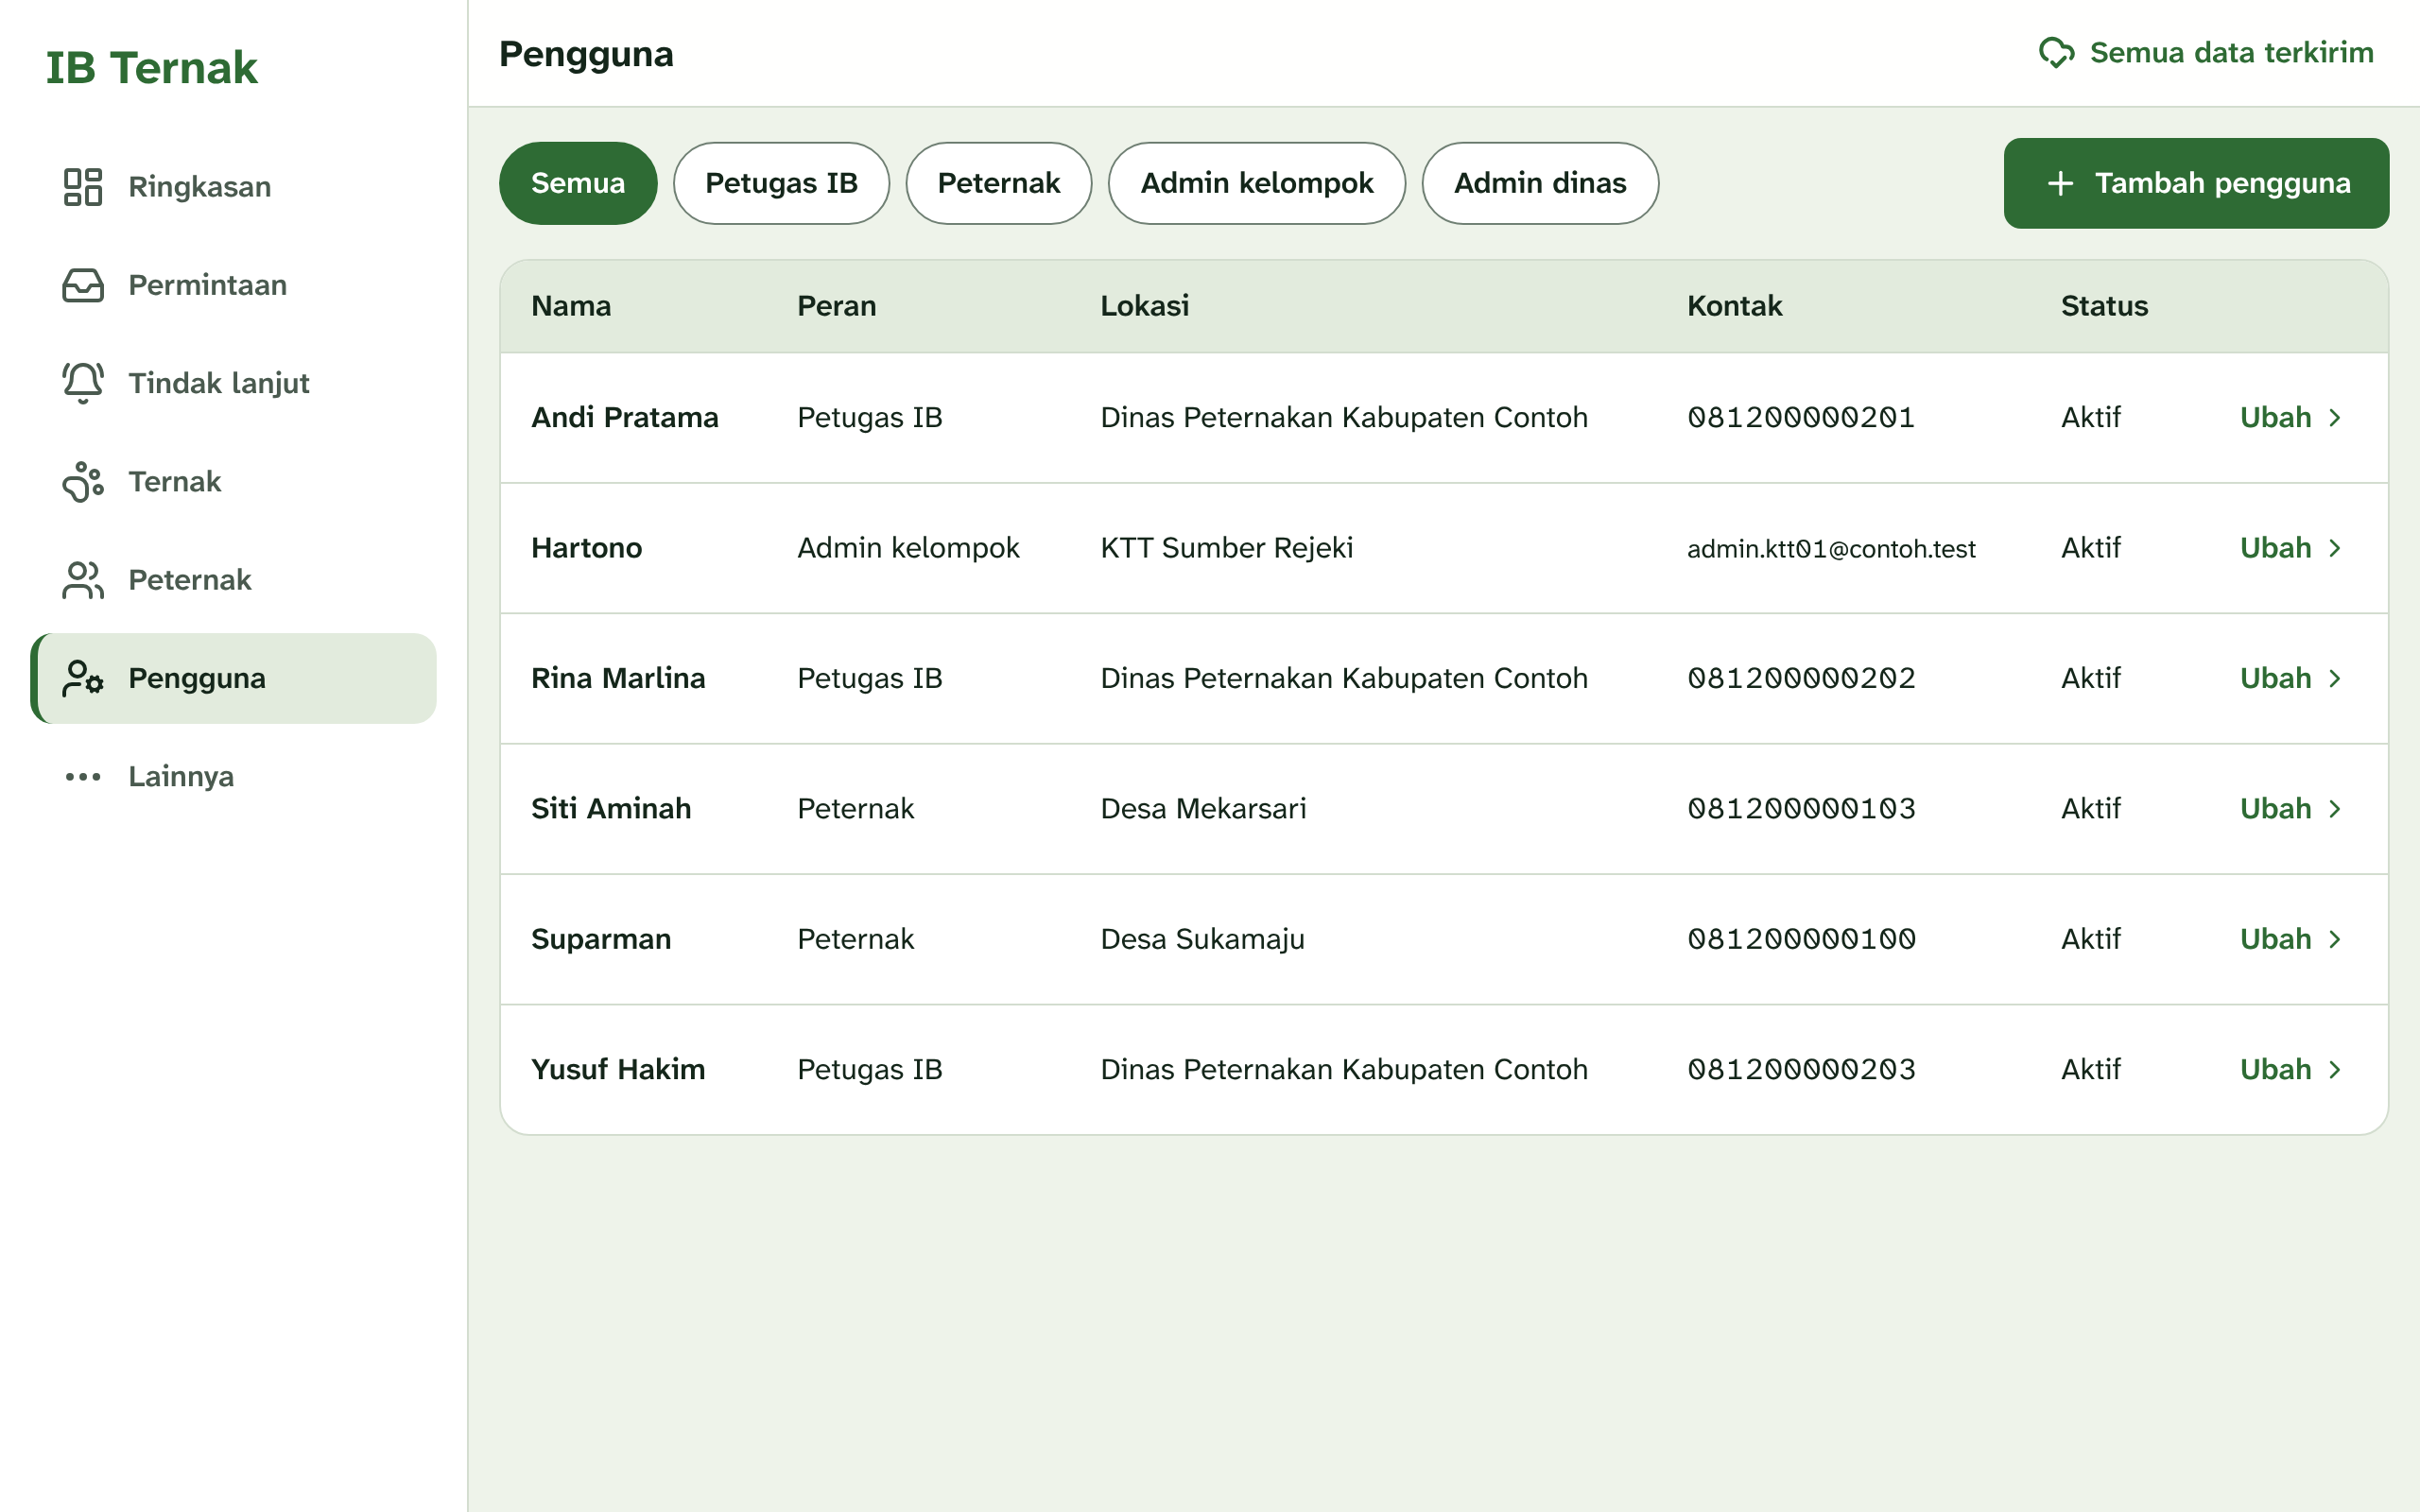 IB Ternak
Ringkasan
Permintaan
Tindak lanjut
Ternak
Peternak
Pengguna
Lainnya
Pengguna
Semua data terkirim
Semua Petugas IB Peternak Admin kelompok Admin dinas
Tambah pengguna
Nama Peran Lokasi Kontak Status
Andi Pratama Petugas IB Dinas Peternakan Kabupaten Contoh 081200000201 Aktif Ubah
Hartono Admin kelompok KTT Sumber Rejeki admin.ktt01@contoh.test Aktif Ubah
Rina Marlina Petugas IB Dinas Peternakan Kabupaten Contoh 081200000202 Aktif Ubah
Siti Aminah Peternak Desa Mekarsari 081200000103 Aktif Ubah
Suparman Peternak Desa Sukamaju 081200000100 Aktif Ubah
Yusuf Hakim Petugas IB Dinas Peternakan Kabupaten Contoh 081200000203 Aktif Ubah